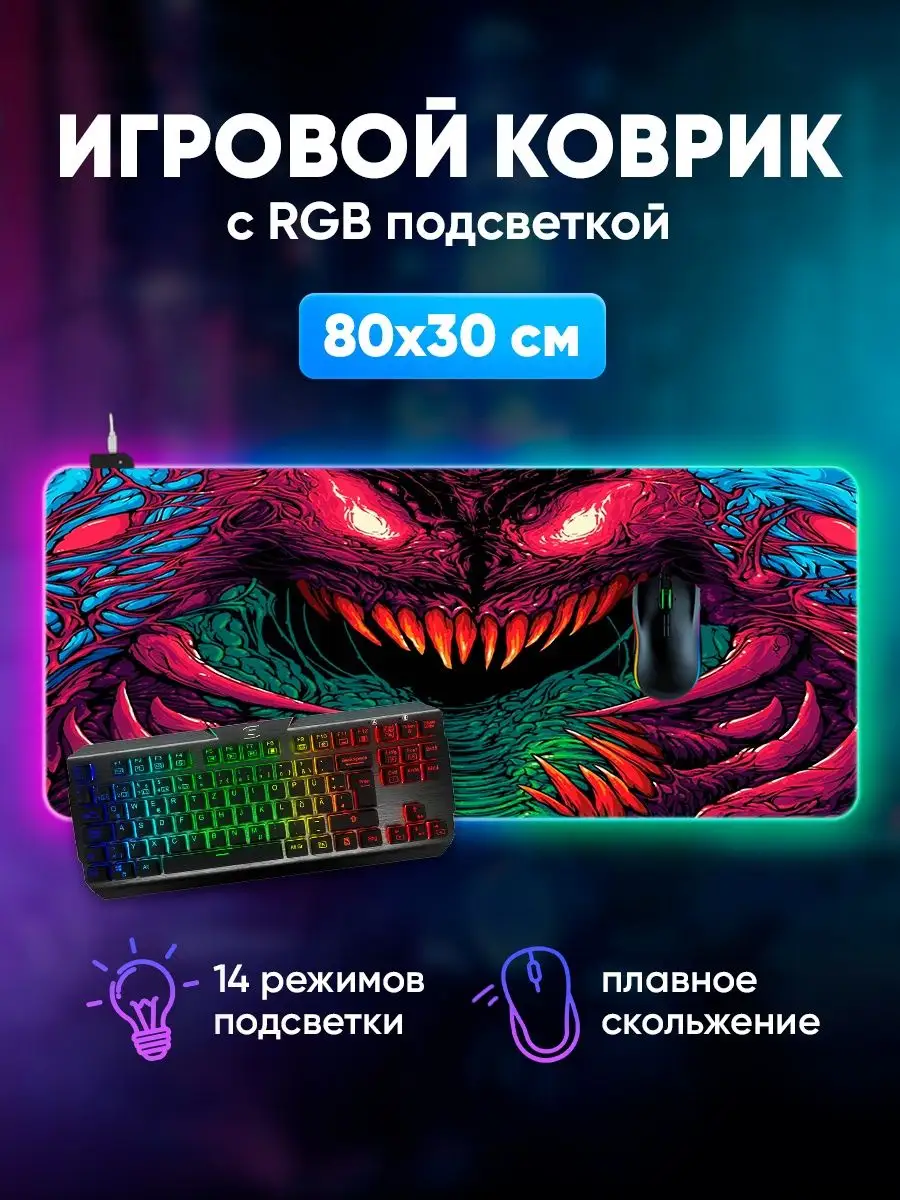 ИГРОВОЙ КОВРИК
с RGB подсветкой
80x30 см
14 режимов
подсветки
плавное
скольжение